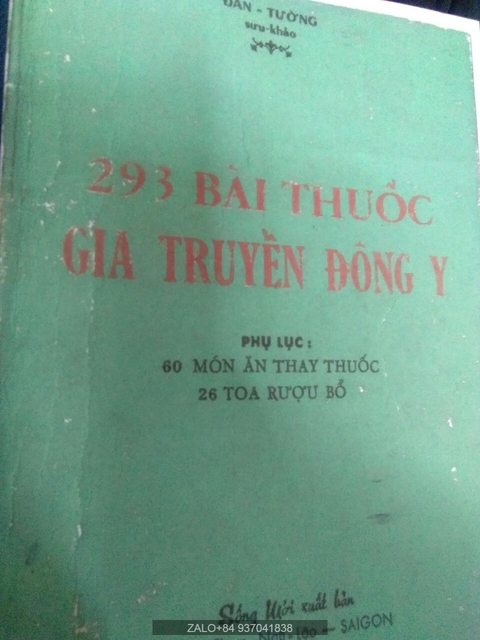 ĐAN - TƯỜNG
sưu-khảo
293 BÀI THUỐC
GIA TRUYỀN ĐÔNG Y
PHỤ LỤC :
60 MÓN ĂN THAY THUỐC
26 TOA RƯỢU BỔ
Sống Mới xuất bản
SAIGON
ZALO+84 937041838